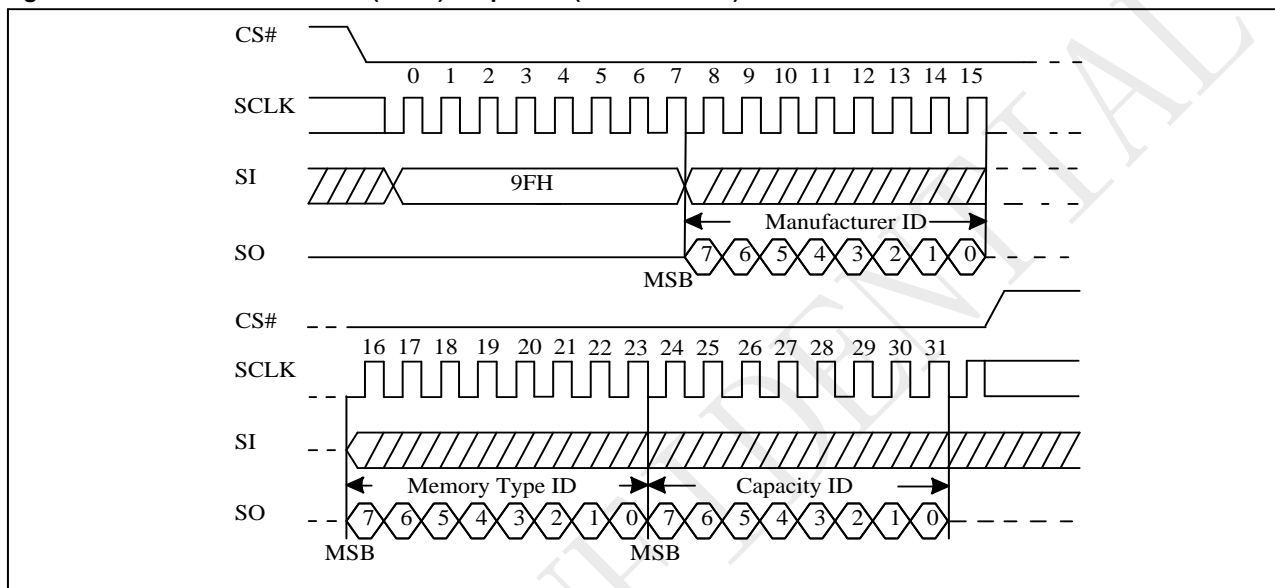 CS#
0 1 2 3 4 5 6 7 8 9 10 11 12 13 14 15
SCLK
SI
9FH
Manufacturer ID
SO
7 6 5 4 3 2 1 0
MSB
CS#
16 17 18 19 20 21 22 23 24 25 26 27 28 29 30 31
SCLK
SI
Memory Type ID Capacity ID
SO
7 6 5 4 3 2 1 0 7 6 5 4 3 2 1 0
MSB MSB